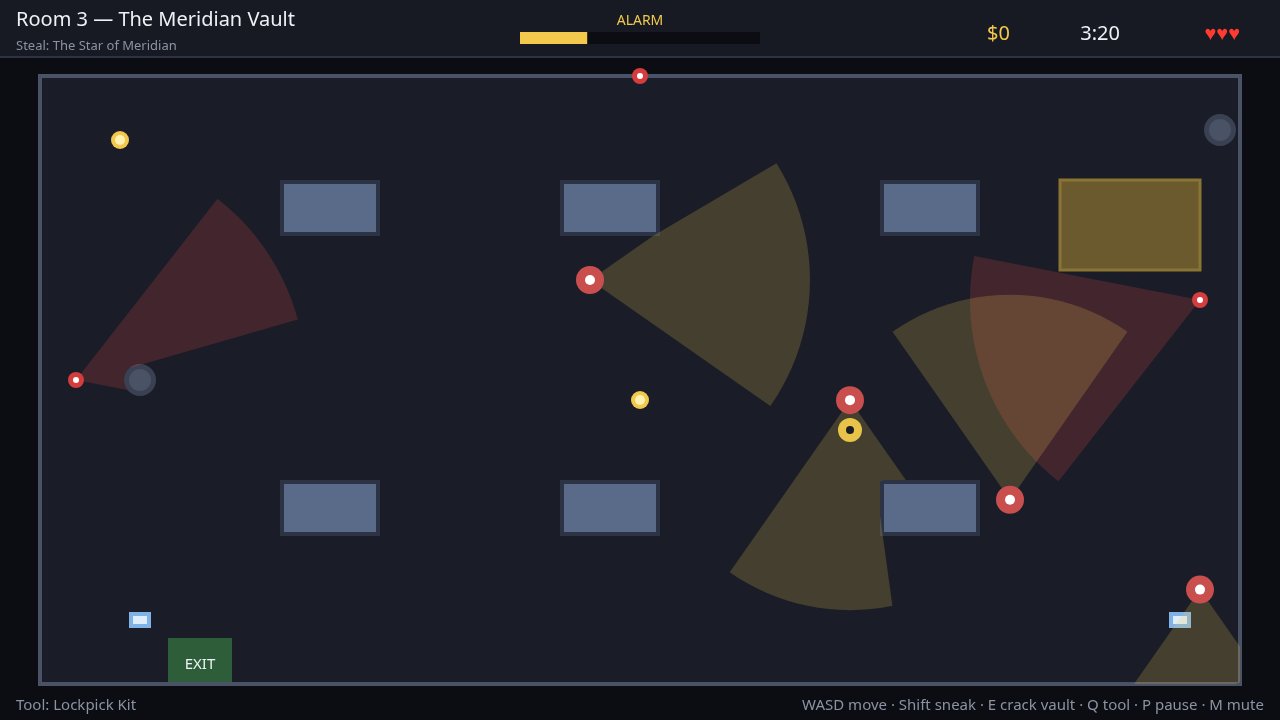 Room 3 — The Meridian Vault
Steal: The Star of Meridian
ALARM
$0
3:20
♥♥♥
EXIT
Tool: Lockpick Kit
WASD move · Shift sneak · E crack vault · Q tool · P pause · M mute